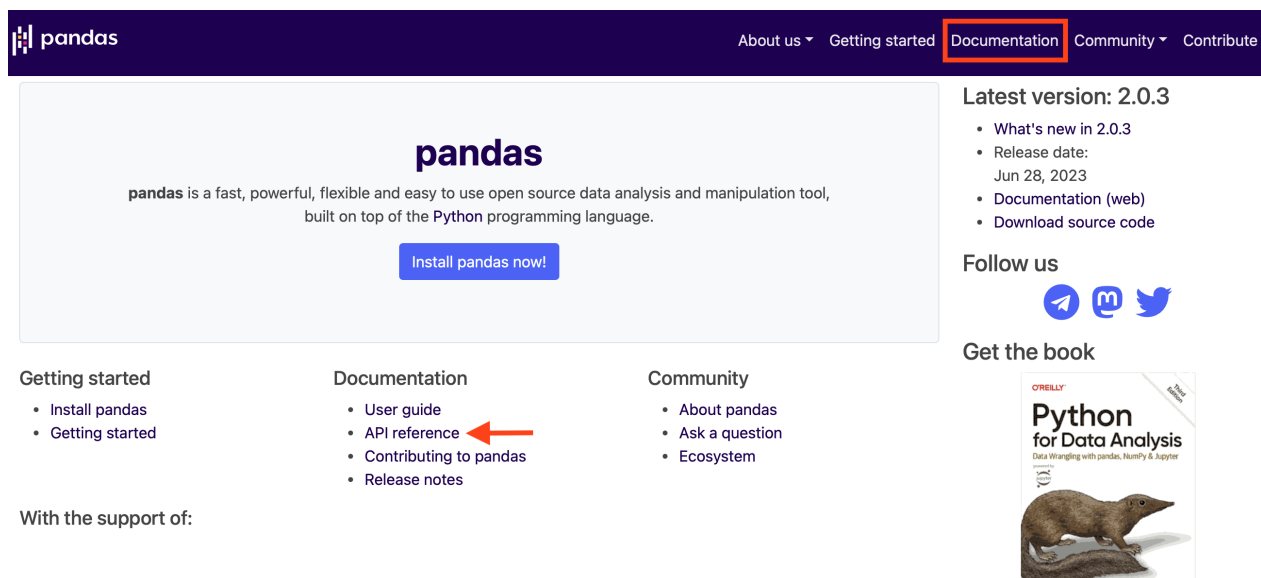 pandas
About us Getting started Documentation Community Contribute
pandas
pandas is a fast, powerful, flexible and easy to use open source data analysis and manipulation tool,
built on top of the Python programming language.
Install pandas now!
Getting started
Install pandas
Getting started
Documentation
User guide
API reference
Contributing to pandas
Release notes
Community
About pandas
Ask a question
Ecosystem
With the support of:
Latest version: 2.0.3
What's new in 2.0.3
Release date:
Jun 28, 2023
Documentation (web)
Download source code
Follow us
Get the book
O'REILLY
Third
Edition
Python
for Data Analysis
Data Wrangling with pandas, NumPy & Jupyter
powered by
jupyter